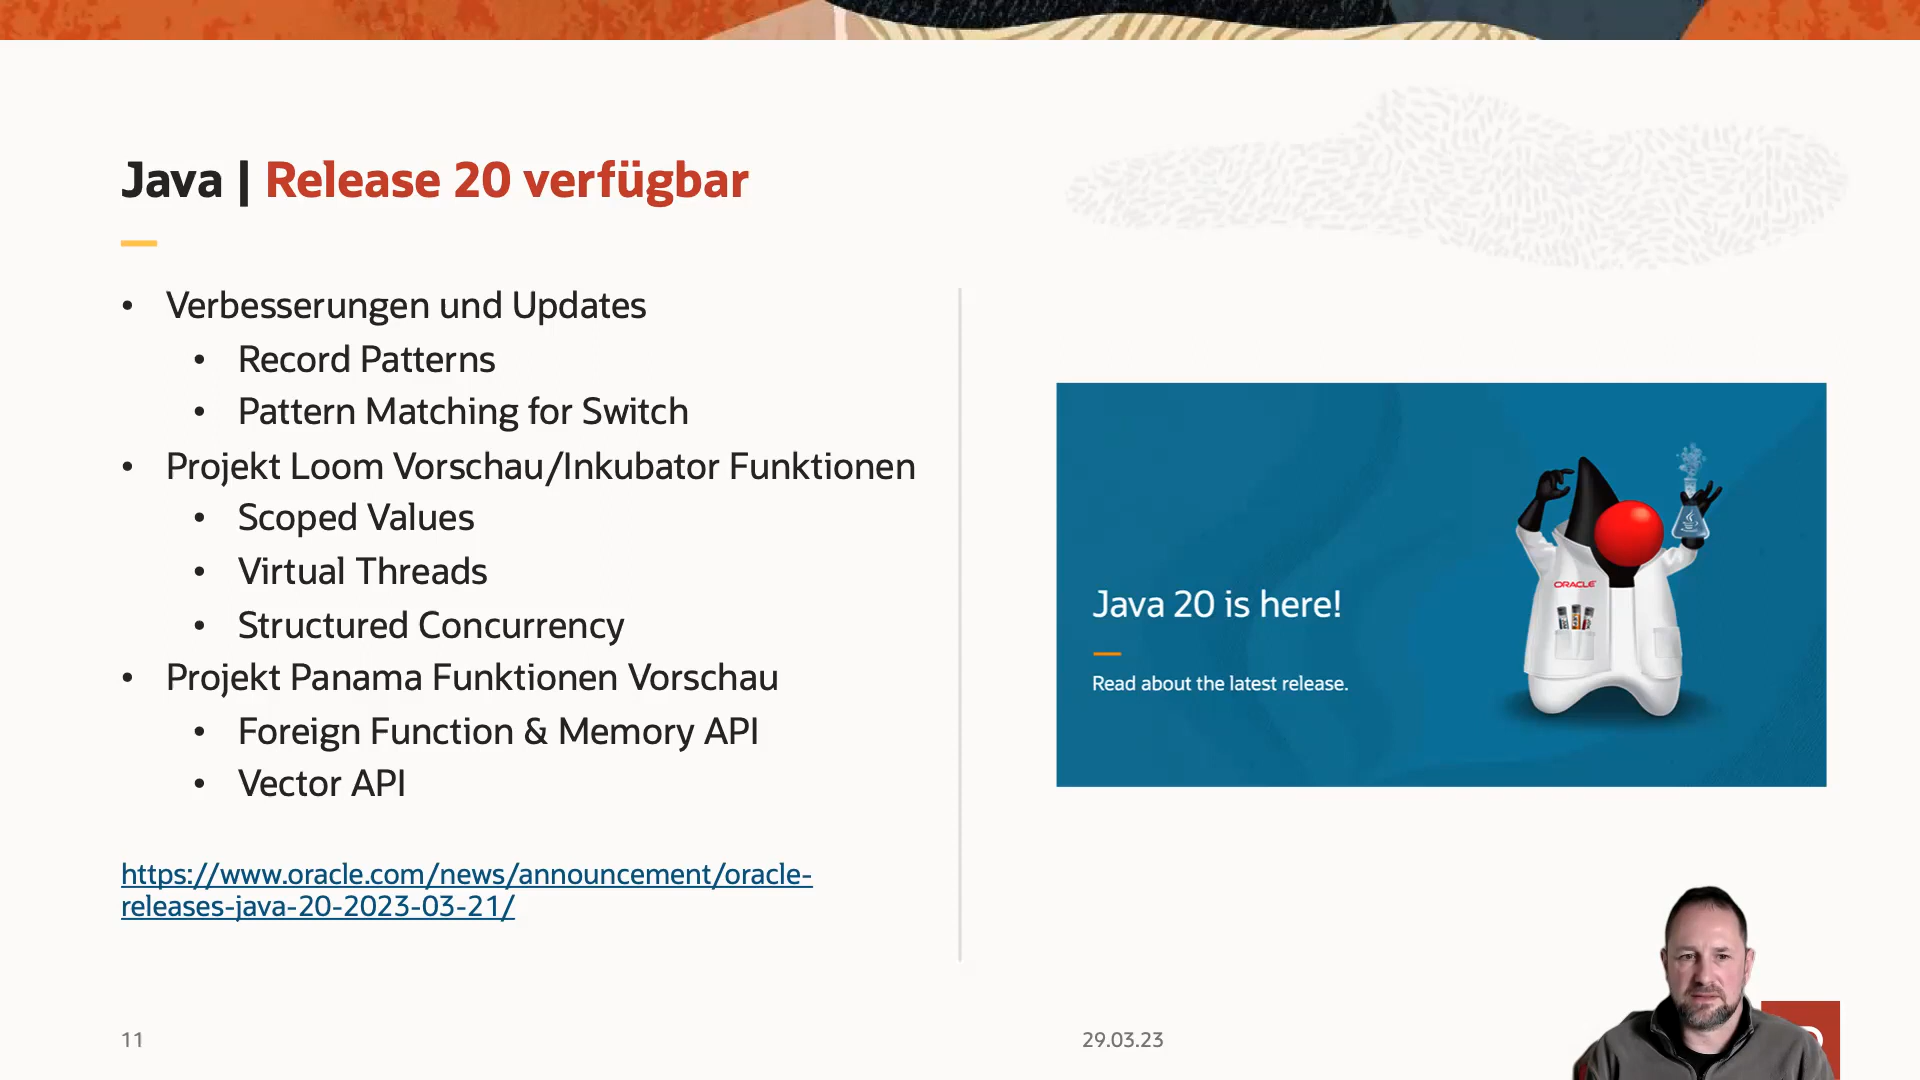 Java | Release 20 verfügbar
• Verbesserungen und Updates
• Record Patterns
• Pattern Matching for Switch
• Projekt Loom Vorschau/Inkubator Funktionen
• Scoped Values
• Virtual Threads
• Structured Concurrency
• Projekt Panama Funktionen Vorschau
• Foreign Function & Memory API
• Vector API
https://www.oracle.com/news/announcement/oracle-
releases-java-20-2023-03-21/
ORACLE
Java 20 is here!
Read about the latest release.
11
29.03.23